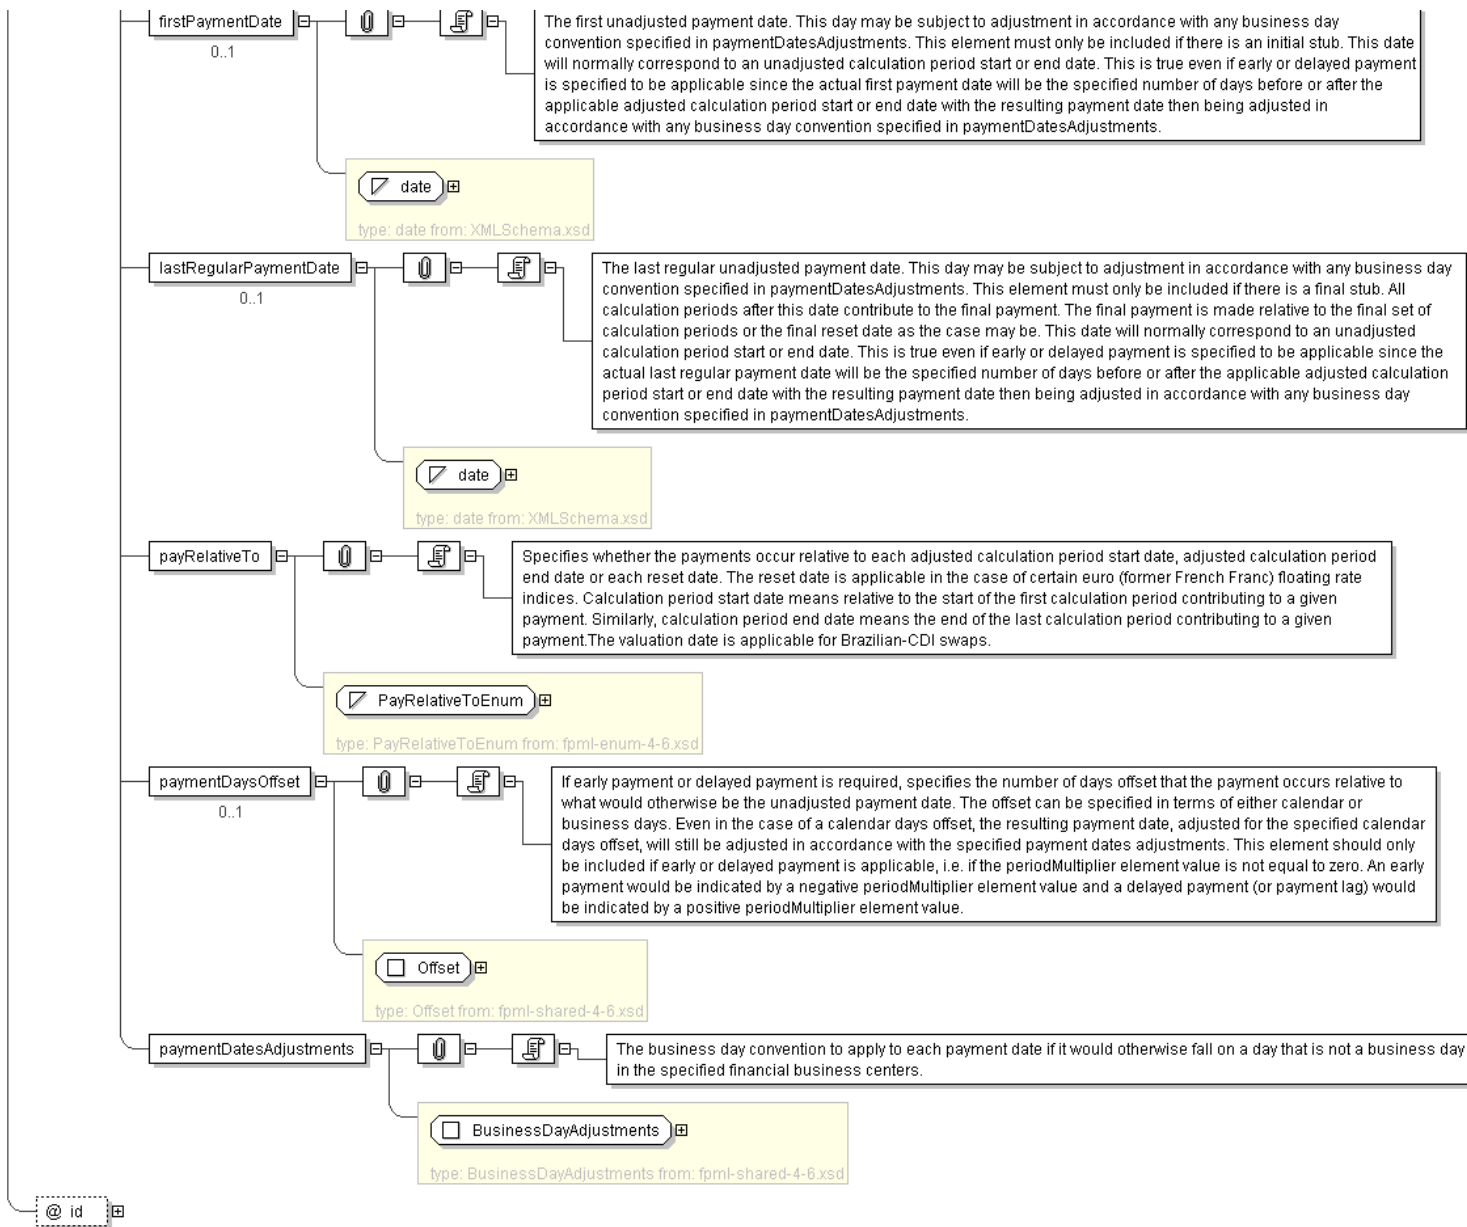 firstPaymentDate
0..1
The first unadjusted payment date. This day may be subject to adjustment in accordance with any business day
convention specified in paymentDatesAdjustments. This element must only be included if there is an initial stub. This date
will normally correspond to an unadjusted calculation period start or end date. This is true even if early or delayed payment
is specified to be applicable since the actual first payment date will be the specified number of days before or after the
applicable adjusted calculation period start or end date with the resulting payment date then being adjusted in
accordance with any business day convention specified in paymentDatesAdjustments.
date
type: date from: XMLSchema.xsd
lastRegularPaymentDate
0..1
The last regular unadjusted payment date. This day may be subject to adjustment in accordance with any business day
convention specified in paymentDatesAdjustments. This element must only be included if there is a final stub. All
calculation periods after this date contribute to the final payment. The final payment is made relative to the final set of
calculation periods or the final reset date as the case may be. This date will normally correspond to an unadjusted
calculation period start or end date. This is true even if early or delayed payment is specified to be applicable since the
actual last regular payment date will be the specified number of days before or after the applicable adjusted calculation
period start or end date with the resulting payment date then being adjusted in accordance with any business day
convention specified in paymentDatesAdjustments.
date
type: date from: XMLSchema.xsd
payRelativeTo
Specifies whether the payments occur relative to each adjusted calculation period start date, adjusted calculation period
end date or each reset date. The reset date is applicable in the case of certain euro (former French Franc) floating rate
indices. Calculation period start date means relative to the start of the first calculation period contributing to a given
payment. Similarly, calculation period end date means the end of the last calculation period contributing to a given
payment.The valuation date is applicable for Brazilian-CDI swaps.
PayRelativeToEnum
type: PayRelativeToEnum from: fpml-enum-4-6.xsd
paymentDaysOffset
0..1
If early payment or delayed payment is required, specifies the number of days offset that the payment occurs relative to
what would otherwise be the unadjusted payment date. The offset can be specified in terms of either calendar or
business days. Even in the case of a calendar days offset, the resulting payment date, adjusted for the specified calendar
days offset, will still be adjusted in accordance with the specified payment dates adjustments. This element should only
be included if early or delayed payment is applicable, i.e. if the periodMultiplier element value is not equal to zero. An early
payment would be indicated by a negative periodMultiplier element value and a delayed payment (or payment lag) would
be indicated by a positive periodMultiplier element value.
Offset
type: Offset from: fpml-shared-4-6.xsd
paymentDatesAdjustments
The business day convention to apply to each payment date if it would otherwise fall on a day that is not a business day
in the specified financial business centers.
BusinessDayAdjustments
type: BusinessDayAdjustments from: fpml-shared-4-6.xsd
@ id